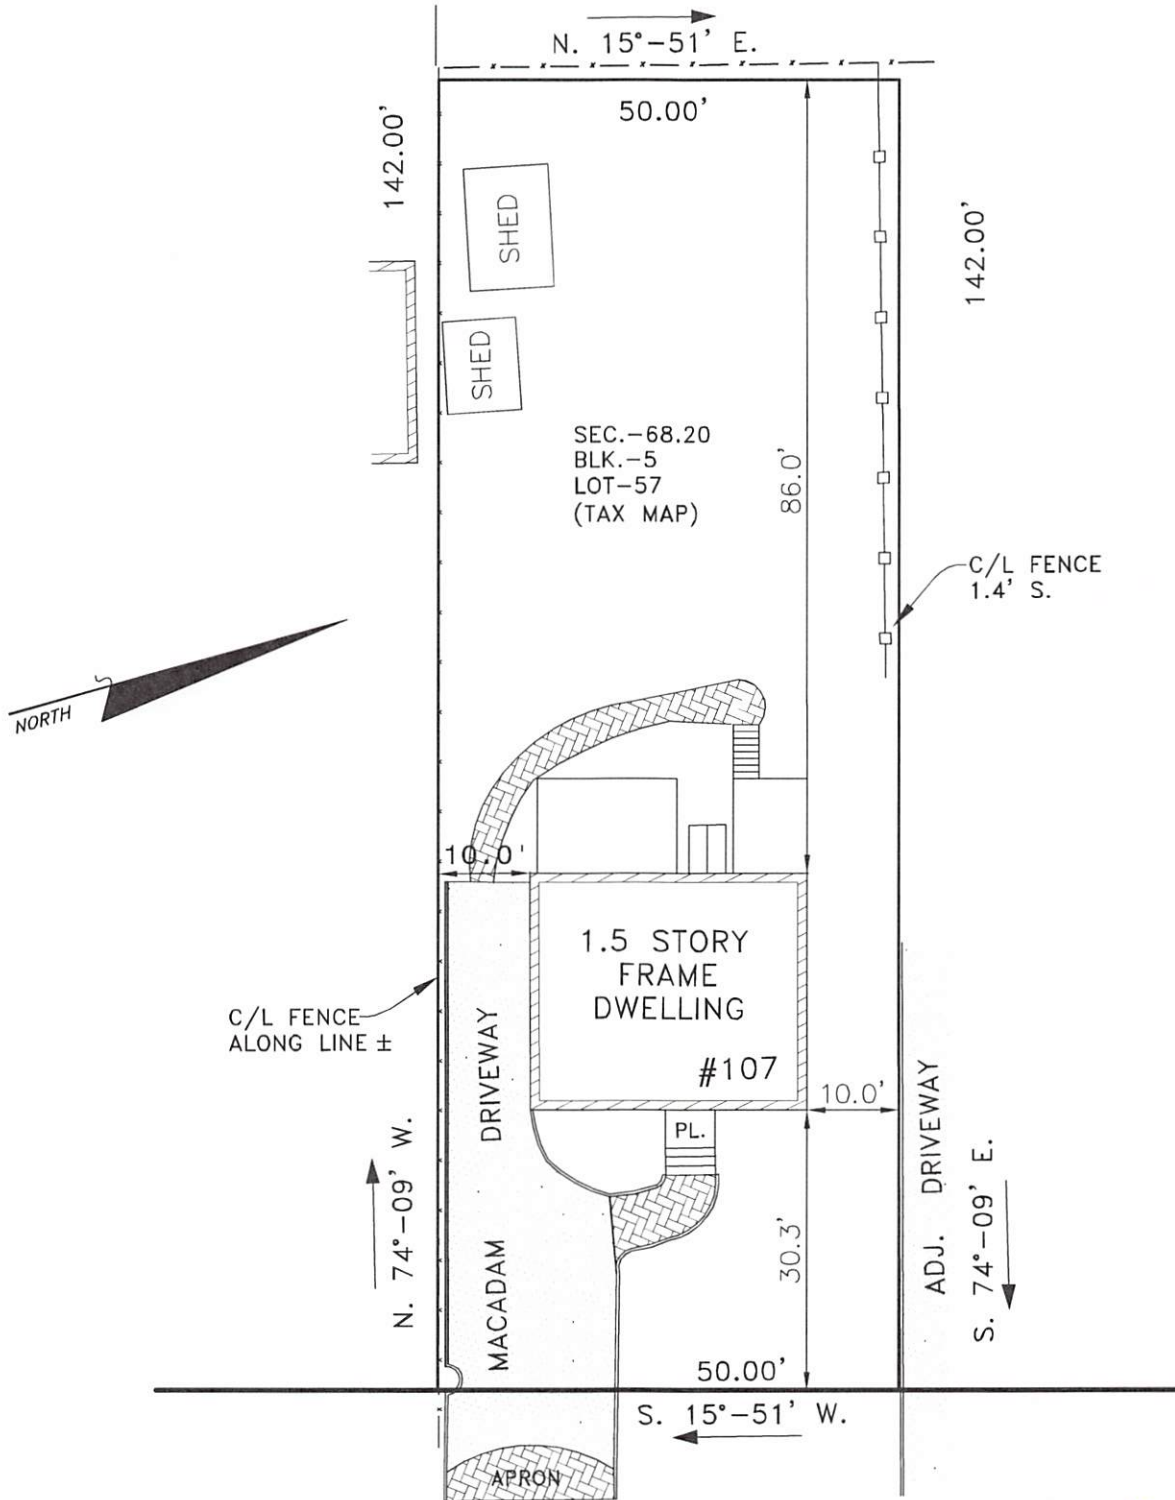 N. 15°-51' E.
50.00'
142.00'
142.00'
SHED
SHED
SEC.-68.20
BLK.-5
LOT-57
(TAX MAP)
86.0'
C/L FENCE
1.4' S.
NORTH
10.0'
1.5 STORY
FRAME
DWELLING
#107
C/L FENCE
ALONG LINE ±
MACADAM DRIVEWAY
10.0'
PL.
N. 74°-09' W.
30.3'
ADJ. DRIVEWAY
S. 74°-09' E.
50.00'
S. 15°-51' W.
APRON